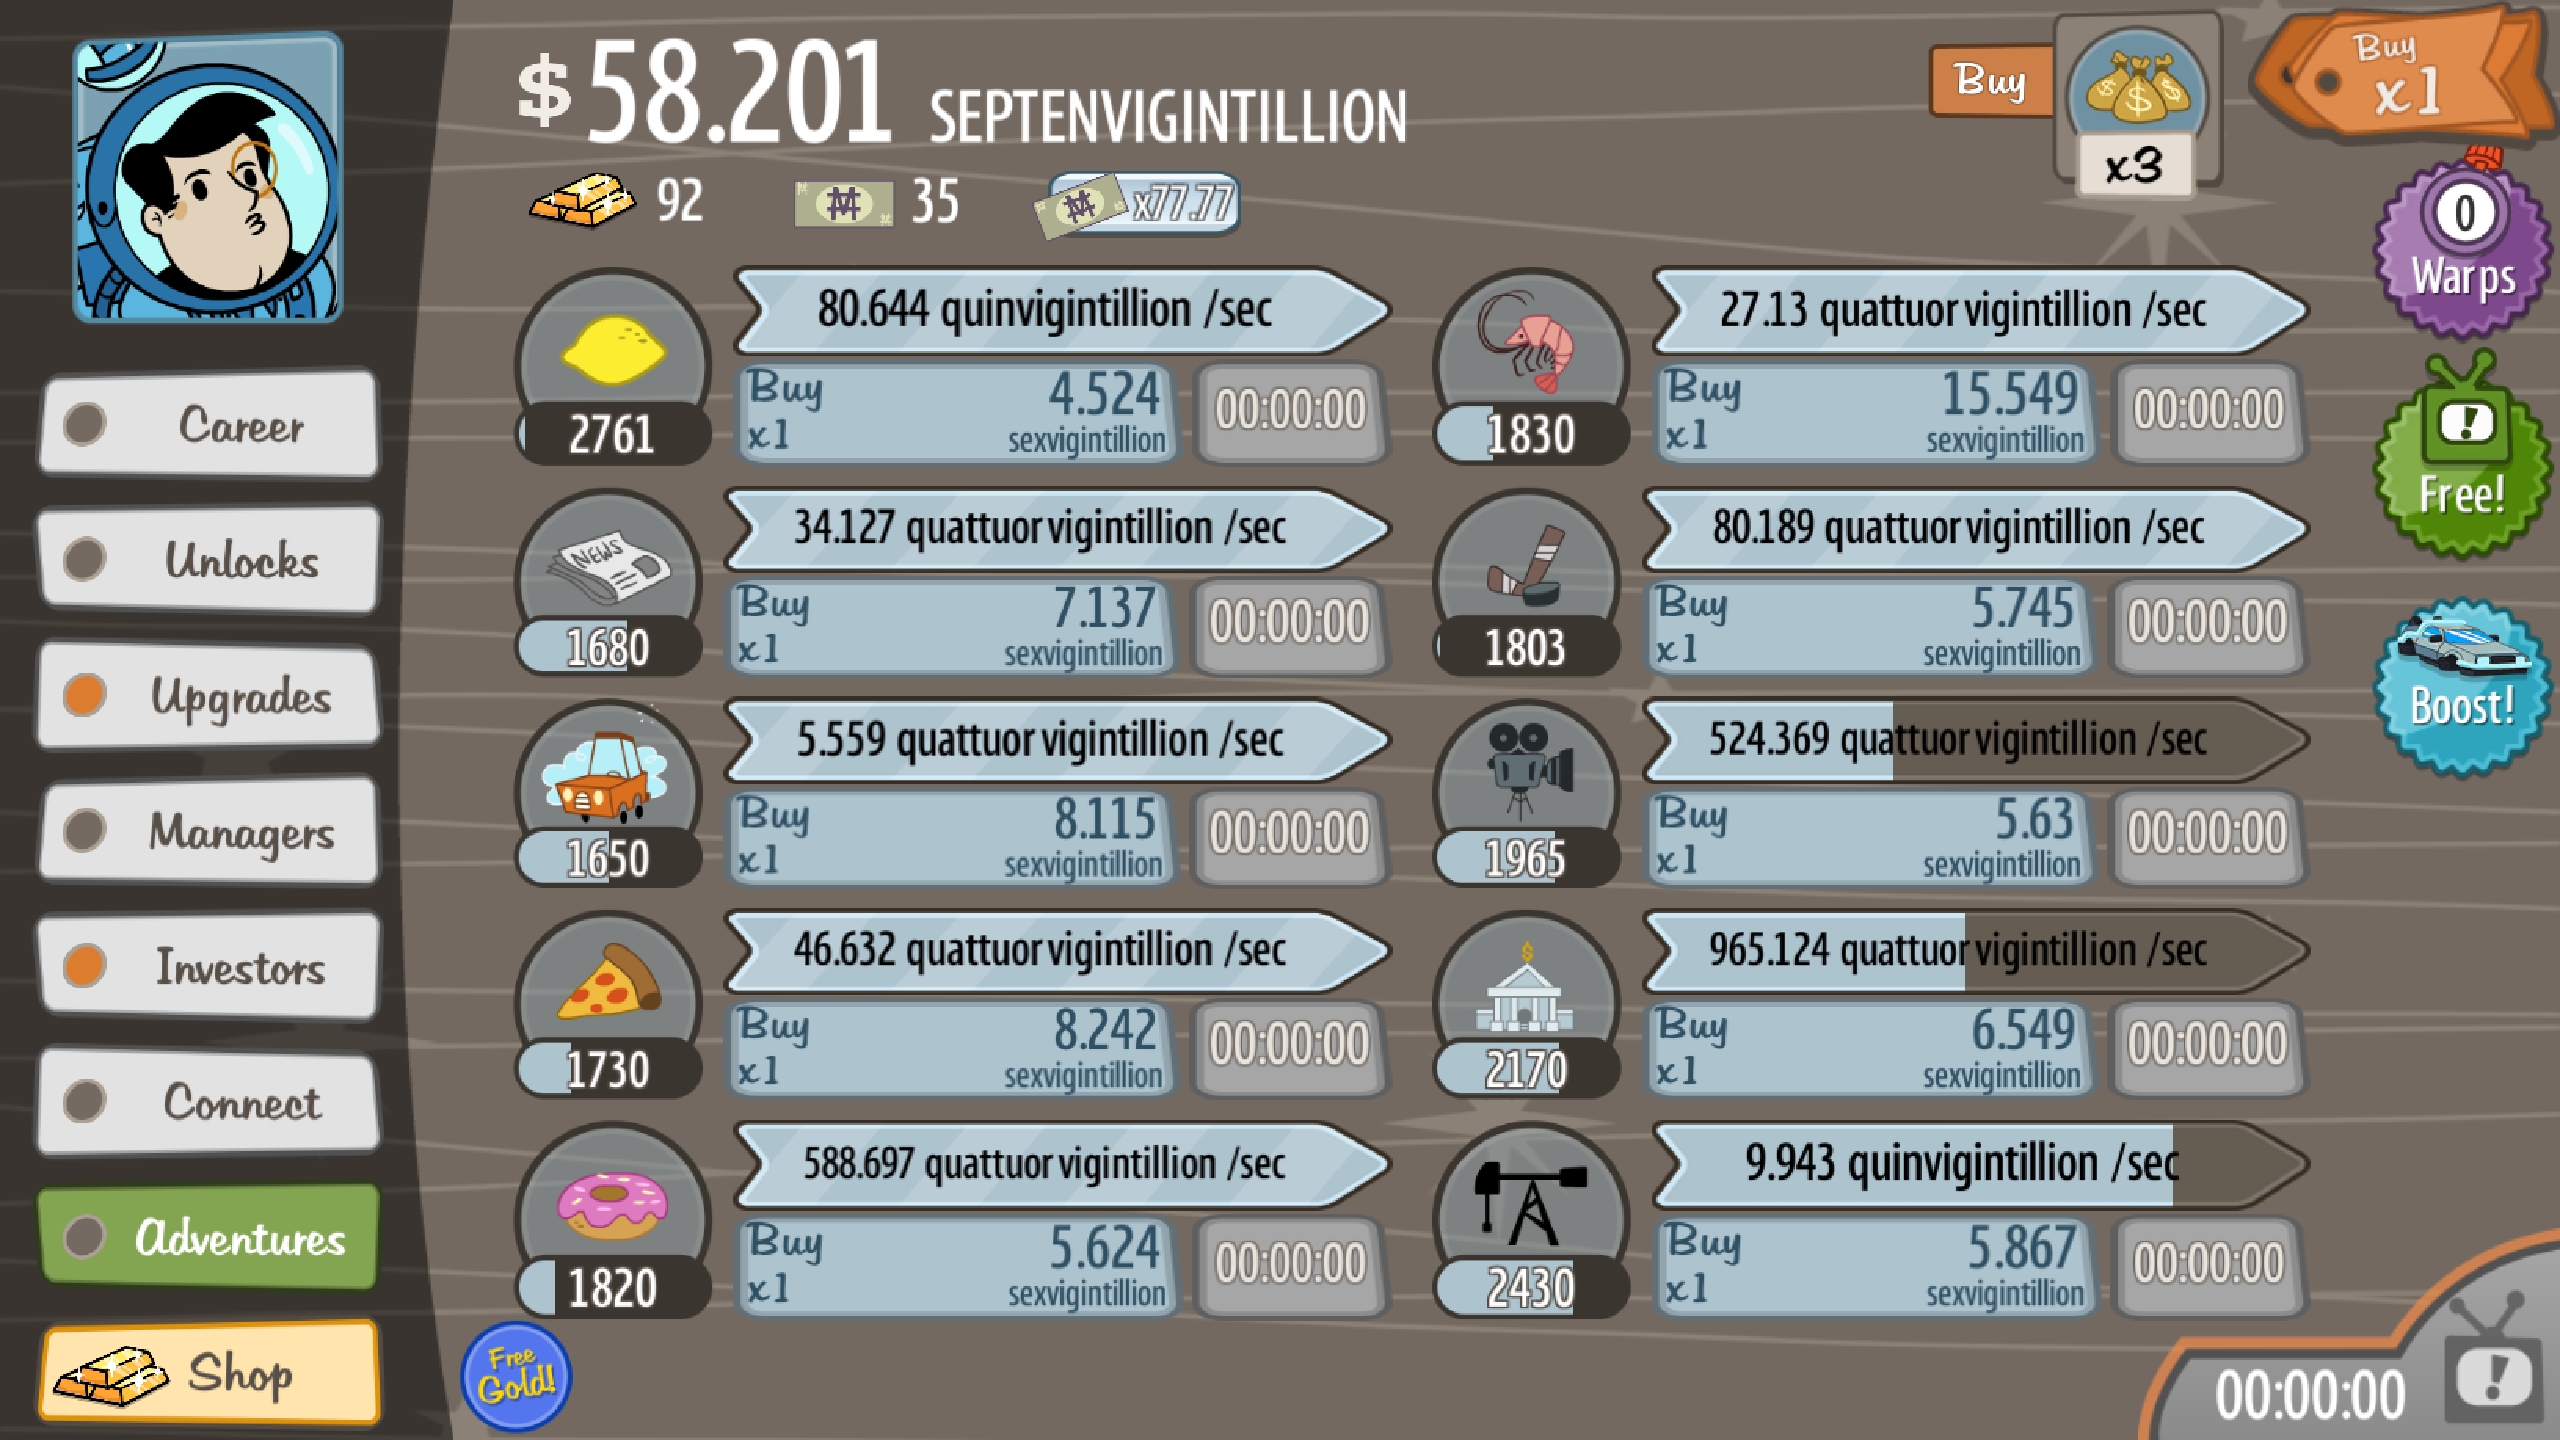 $58.201 SEPTENVIGINTILLION
Buy
x3
Buy
x1
92
35
x77.77
0
Warps
Free!
Boost!
Career
Unlocks
Upgrades
Managers
Investors
Connect
Adventures
Shop
2761
80.644 quinvigintillion /sec
Buy
x1
4.524
sexvigintillion
00:00:00
1830
27.13 quattuorvigintillion /sec
Buy
x1
15.549
sexvigintillion
00:00:00
NEWS
1680
34.127 quattuorvigintillion /sec
Buy
x1
7.137
sexvigintillion
00:00:00
1803
80.189 quattuorvigintillion /sec
Buy
x1
5.745
sexvigintillion
00:00:00
1650
5.559 quattuorvigintillion /sec
Buy
x1
8.115
sexvigintillion
00:00:00
1965
524.369 quattuorvigintillion /sec
Buy
x1
5.63
sexvigintillion
00:00:00
1730
46.632 quattuorvigintillion /sec
Buy
x1
8.242
sexvigintillion
00:00:00
2170
965.124 quattuorvigintillion /sec
Buy
x1
6.549
sexvigintillion
00:00:00
1820
588.697 quattuorvigintillion /sec
Buy
x1
5.624
sexvigintillion
00:00:00
2430
9.943 quinvigintillion /sec
Buy
x1
5.867
sexvigintillion
00:00:00
Free
Gold!
00:00:00